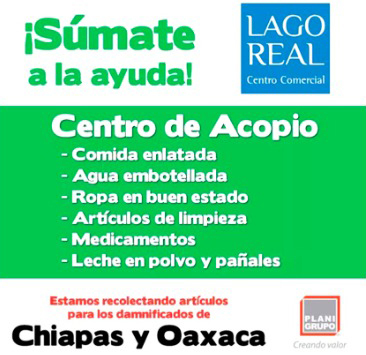 ¡Súmate
a la ayuda!
LAGO
REAL
Centro Comercial
Centro de Acopio
- Comida enlatada
- Agua embotellada
- Ropa en buen estado
- Artículos de limpieza
- Medicamentos
- Leche en polvo y pañales
Estamos recolectando artículos
para los damnificados de
Chiapas y Oaxaca
PLANI
GRUPO
Creando valor